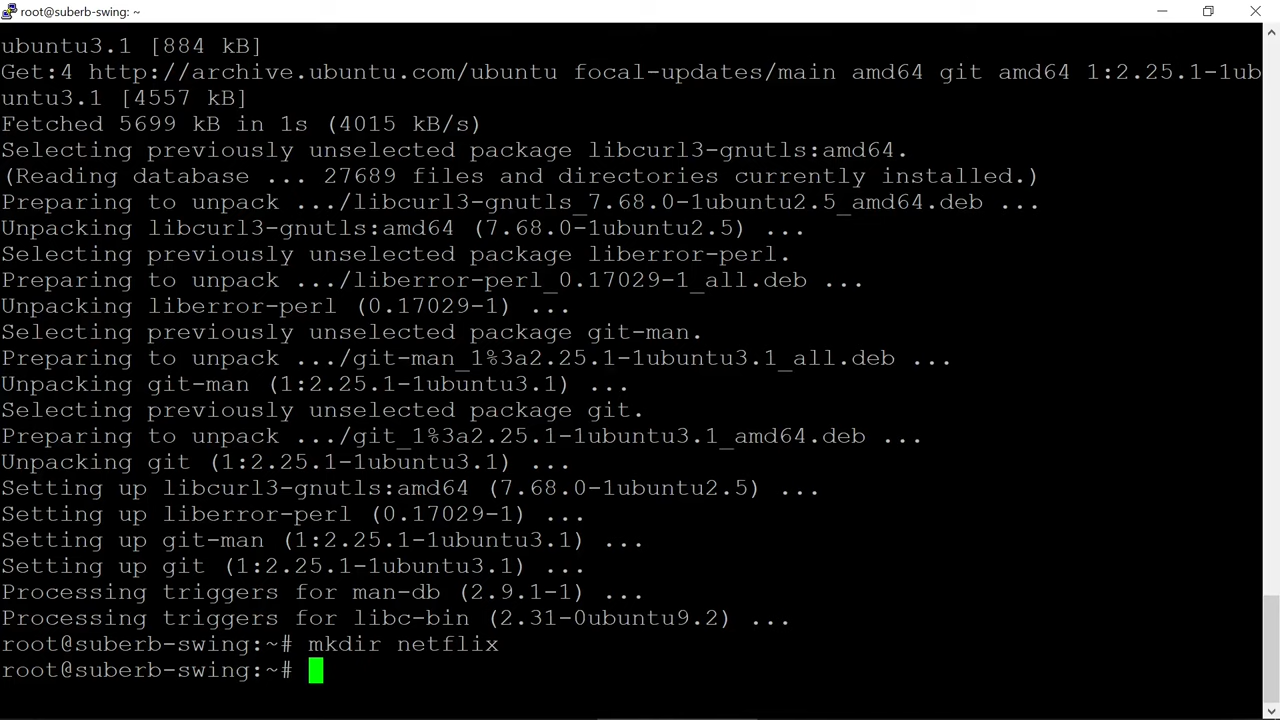 root@suberb-swing: ~
ubuntu3.1 [884 kB]
Get:4 http://archive.ubuntu.com/ubuntu focal-updates/main amd64 git amd64 1:2.25.1-1ub
untu3.1 [4557 kB]
Fetched 5699 kB in 1s (4015 kB/s)
Selecting previously unselected package libcurl3-gnutls:amd64.
(Reading database ... 27689 files and directories currently installed.)
Preparing to unpack .../libcurl3-gnutls_7.68.0-1ubuntu2.5_amd64.deb ...
Unpacking libcurl3-gnutls:amd64 (7.68.0-1ubuntu2.5) ...
Selecting previously unselected package liberror-perl.
Preparing to unpack .../liberror-perl_0.17029-1_all.deb ...
Unpacking liberror-perl (0.17029-1) ...
Selecting previously unselected package git-man.
Preparing to unpack .../git-man_1%3a2.25.1-1ubuntu3.1_all.deb ...
Unpacking git-man (1:2.25.1-1ubuntu3.1) ...
Selecting previously unselected package git.
Preparing to unpack .../git_1%3a2.25.1-1ubuntu3.1_amd64.deb ...
Unpacking git (1:2.25.1-1ubuntu3.1) ...
Setting up libcurl3-gnutls:amd64 (7.68.0-1ubuntu2.5) ...
Setting up liberror-perl (0.17029-1) ...
Setting up git-man (1:2.25.1-1ubuntu3.1) ...
Setting up git (1:2.25.1-1ubuntu3.1) ...
Processing triggers for man-db (2.9.1-1) ...
Processing triggers for libc-bin (2.31-0ubuntu9.2) ...
root@suberb-swing:~# mkdir netflix
root@suberb-swing:~#